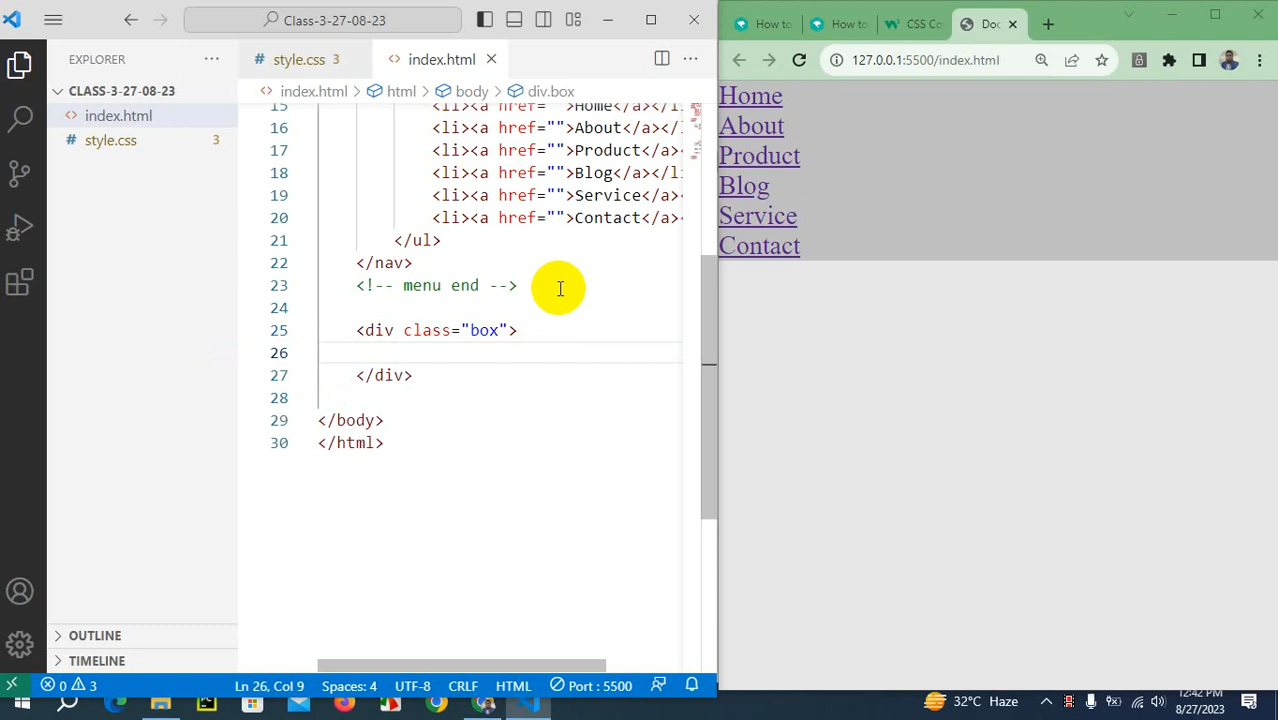 Class-3-27-08-23
EXPLORER
CLASS-3-27-08-23
index.html
style.css 3
OUTLINE
TIMELINE
# style.css 3
<> index.html
index.html > html > body > div.box
15 <li><a href="">Home</a></l
16 <li><a href="">About</a></l
17 <li><a href="">Product</a>
18 <li><a href="">Blog</a></li
19 <li><a href="">Service</a>
20 <li><a href="">Contact</a><
21 </ul>
22 </nav>
23 <!-- menu end -->
24
25 <div class="box">
26
27 </div>
28
29 </body>
30 </html>
0 3 Ln 26, Col 9 Spaces: 4 UTF-8 CRLF HTML Port : 5500
How to
How to
CSS Co
Doc
127.0.0.1:5500/index.html
Home
About
Product
Blog
Service
Contact
32°C Haze
12:42 PM
8/27/2023